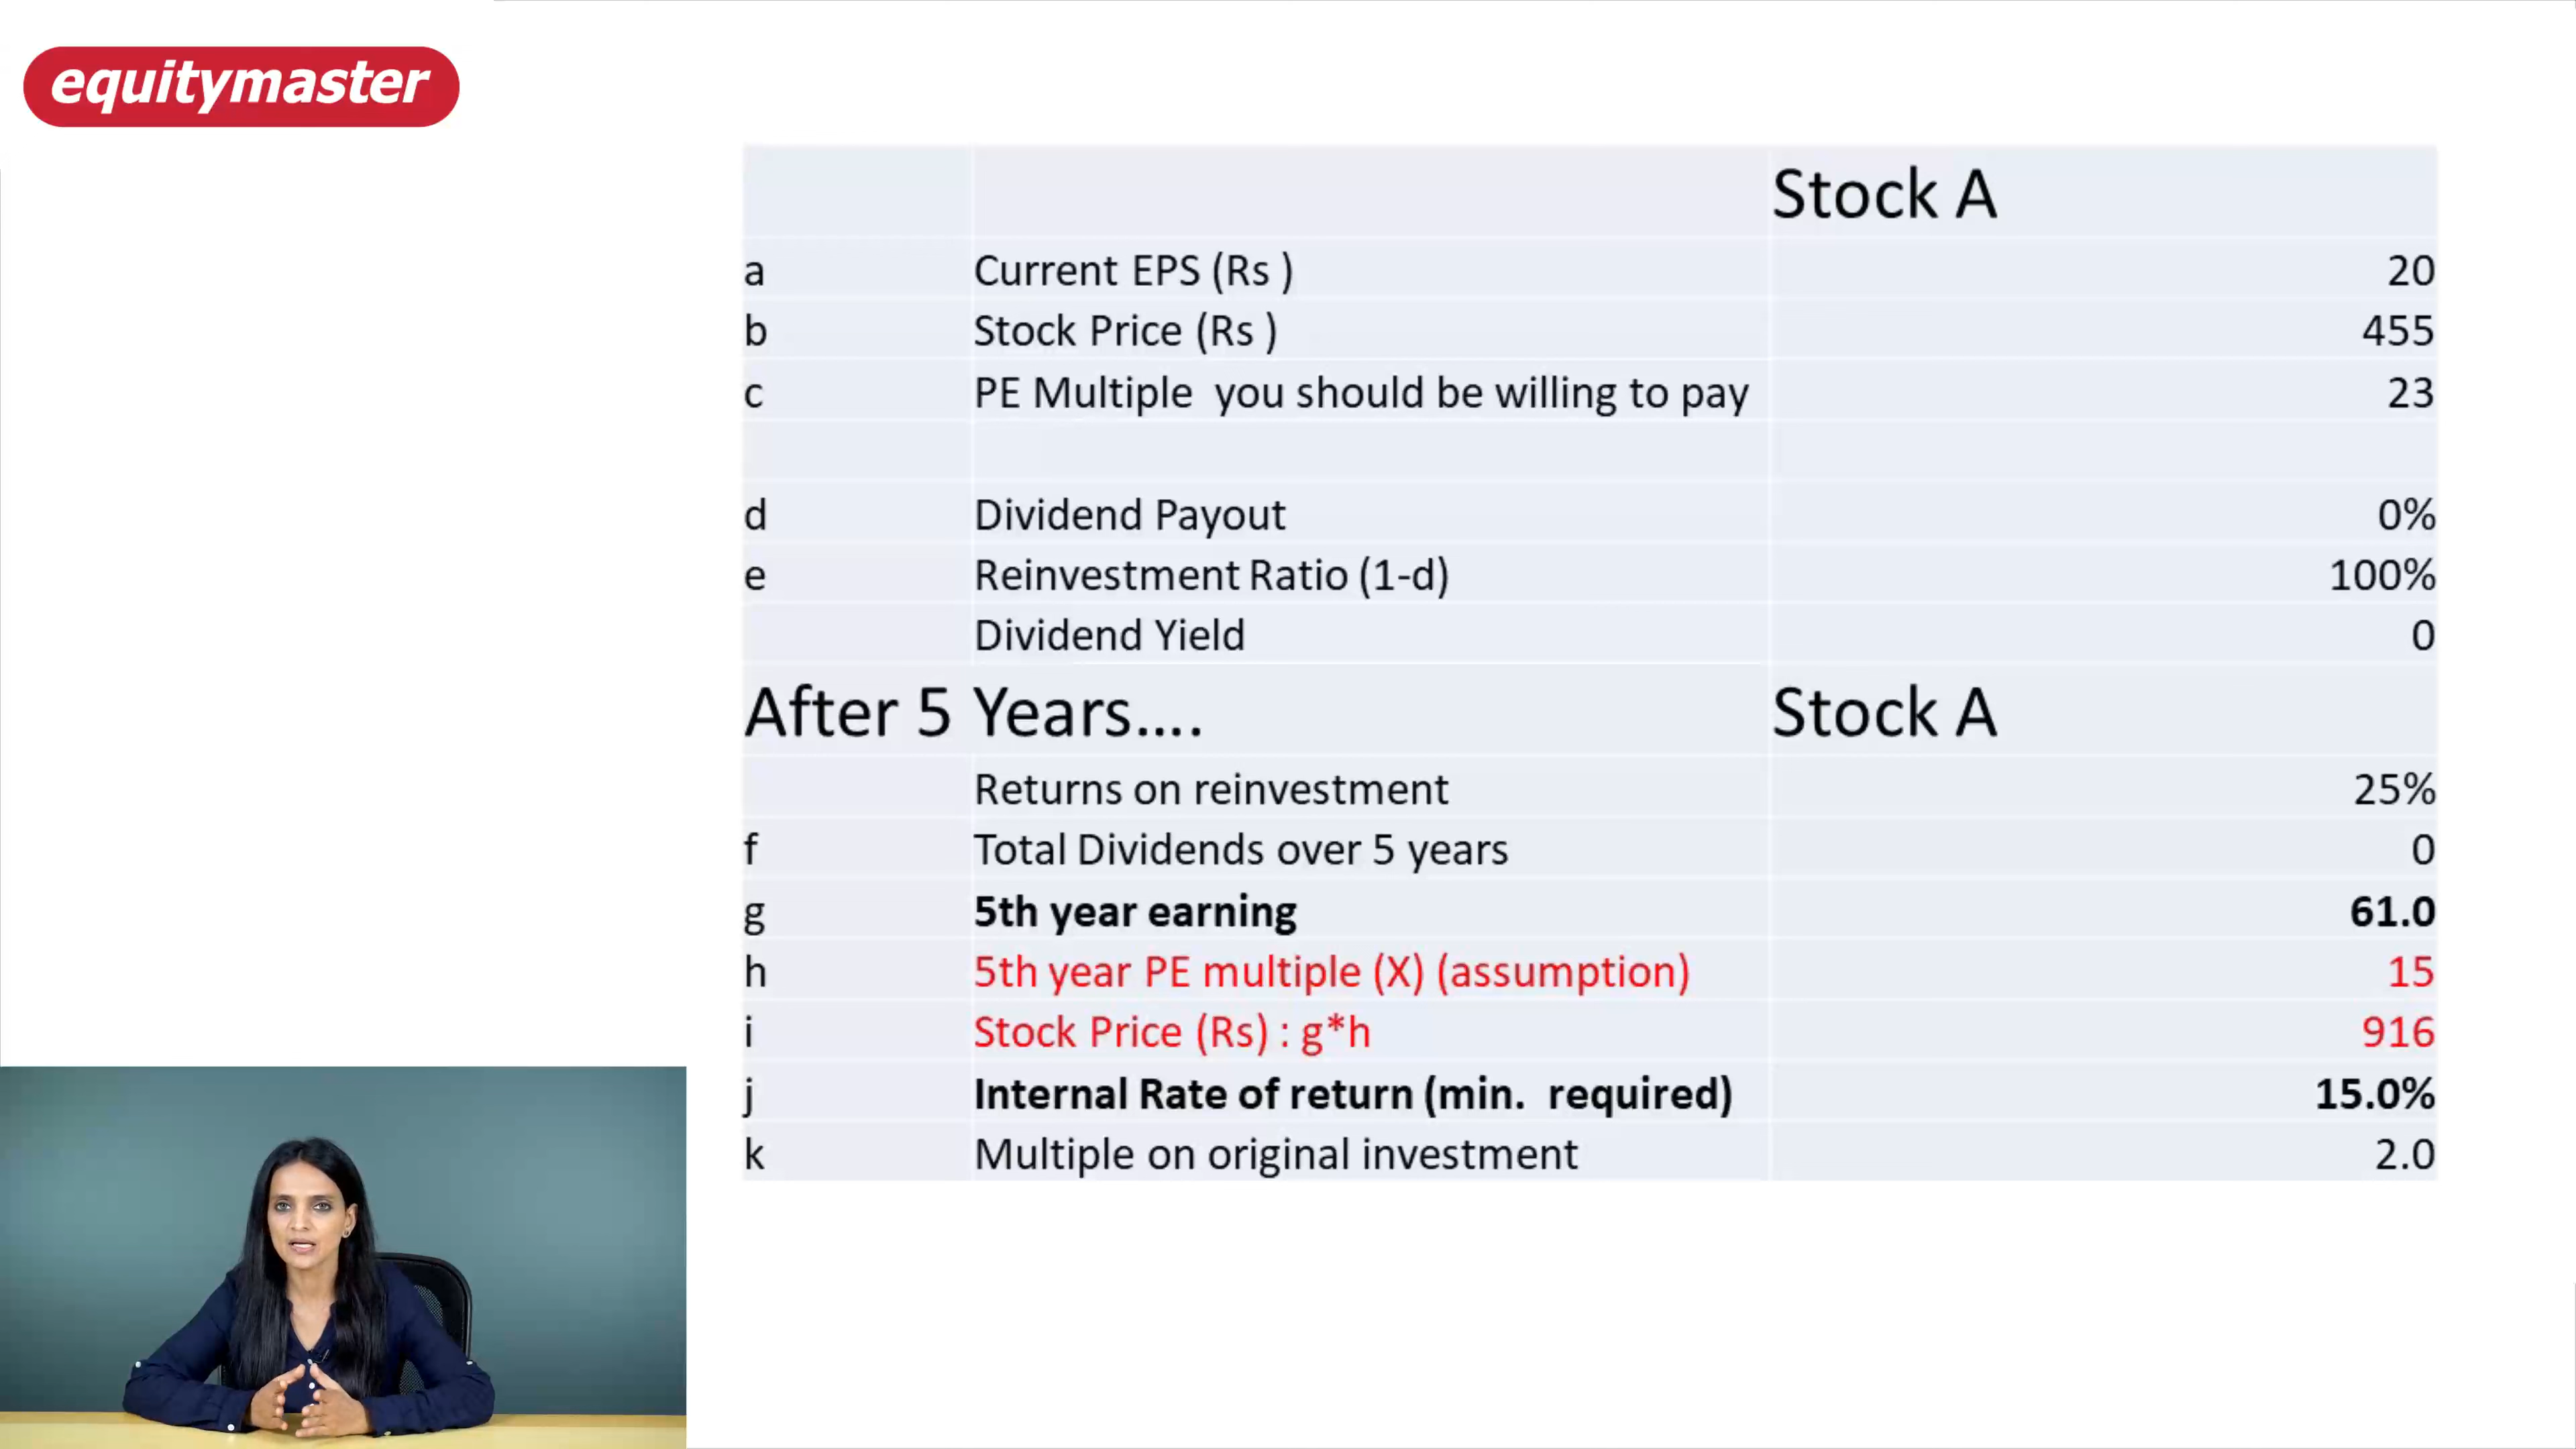 equitymaster
Stock A
a Current EPS (Rs ) 20
b Stock Price (Rs ) 455
c PE Multiple you should be willing to pay 23
d Dividend Payout 0%
e Reinvestment Ratio (1-d) 100%
Dividend Yield 0
After 5 Years.... Stock A
Returns on reinvestment 25%
f Total Dividends over 5 years 0
g 5th year earning 61.0
h 5th year PE multiple (X) (assumption) 15
i Stock Price (Rs) : g*h 916
j Internal Rate of return (min. required) 15.0%
k Multiple on original investment 2.0